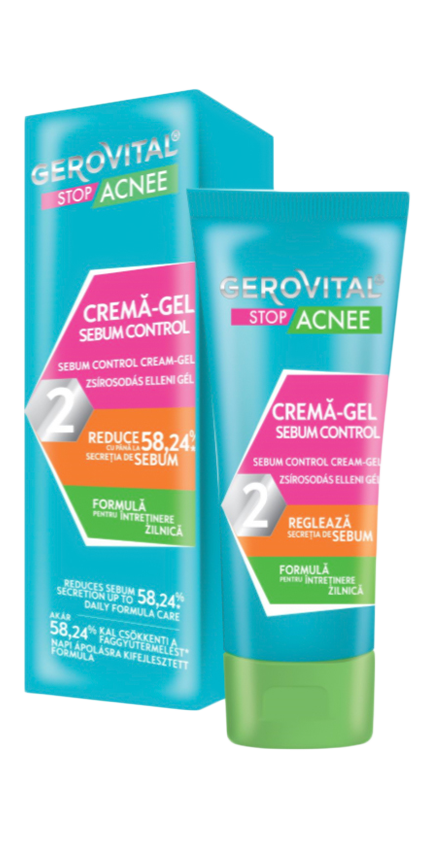 GEROVITAL®
STOP ACNEE
CREMĂ-GEL
SEBUM CONTROL
SEBUM CONTROL CREAM-GEL
ZSÍROSODÁS ELLENI GÉL
2
REDUCE
CU PÂNĂ LA
SECREȚIA DE
58,24%
SEBUM
FORMULĂ
PENTRU ÎNTREȚINERE
ZILNICĂ
REDUCES SEBUM
SECRETION UP TO 58,24%
DAILY FORMULA CARE
AKÁR
58,24% KAL CSÖKKENTI A
FAGGYÚTERMELÉST*
NAPI ÁPOLÁSRA KIFEJLESZTETT
FORMULA
GEROVITAL®
STOP ACNEE
CREMĂ-GEL
SEBUM CONTROL
SEBUM CONTROL CREAM-GEL
ZSÍROSODÁS ELLENI GÉL
2
REGLEAZĂ
SECREȚIA DE SEBUM
FORMULĂ
PENTRU ÎNTREȚINERE
ZILNICĂ